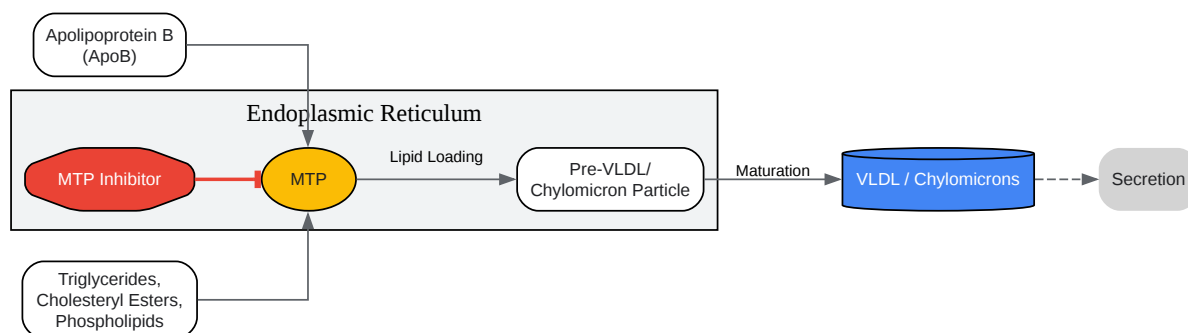 Apolipoprotein B
(ApoB)
Endoplasmic Reticulum
MTP Inhibitor
MTP
Lipid Loading
Pre-VLDL/
Chylomicron Particle
Maturation
VLDL / Chylomicrons
Secretion
Triglycerides,
Cholesteryl Esters,
Phospholipids